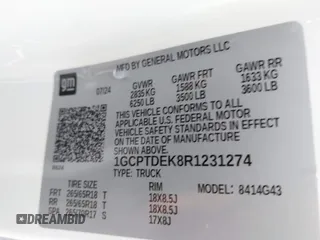 MFD BY GENERAL MOTORS LLC
gm
07/24
GVWR GAWR FRT GAWR RR
2835 KG 1588 KG 1633 KG
6250 LB 3500 LB 3600 LB
THIS VEHICLE CONFORMS TO ALL APPLICABLE
U.S. FEDERAL MOTOR VEHICLE SAFETY
STANDARDS IN EFFECT ON THE DATE OF
MANUFACTURE SHOWN ABOVE.
1GCPTDEK8R1231274
TYPE: TRUCK
TIRE SIZE RIM MODEL: 8414G43
FRT 265/65R18 T 18X8.5J
RR 265/65R18 T 18X8.5J
SPA S 17X8J
DREAMBID